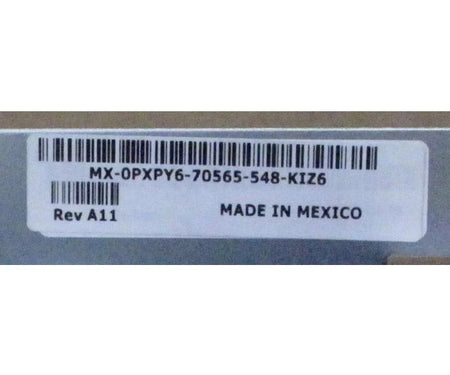 MX-0PXPY6-70565-548-KIZ6
Rev A11
MADE IN MEXICO